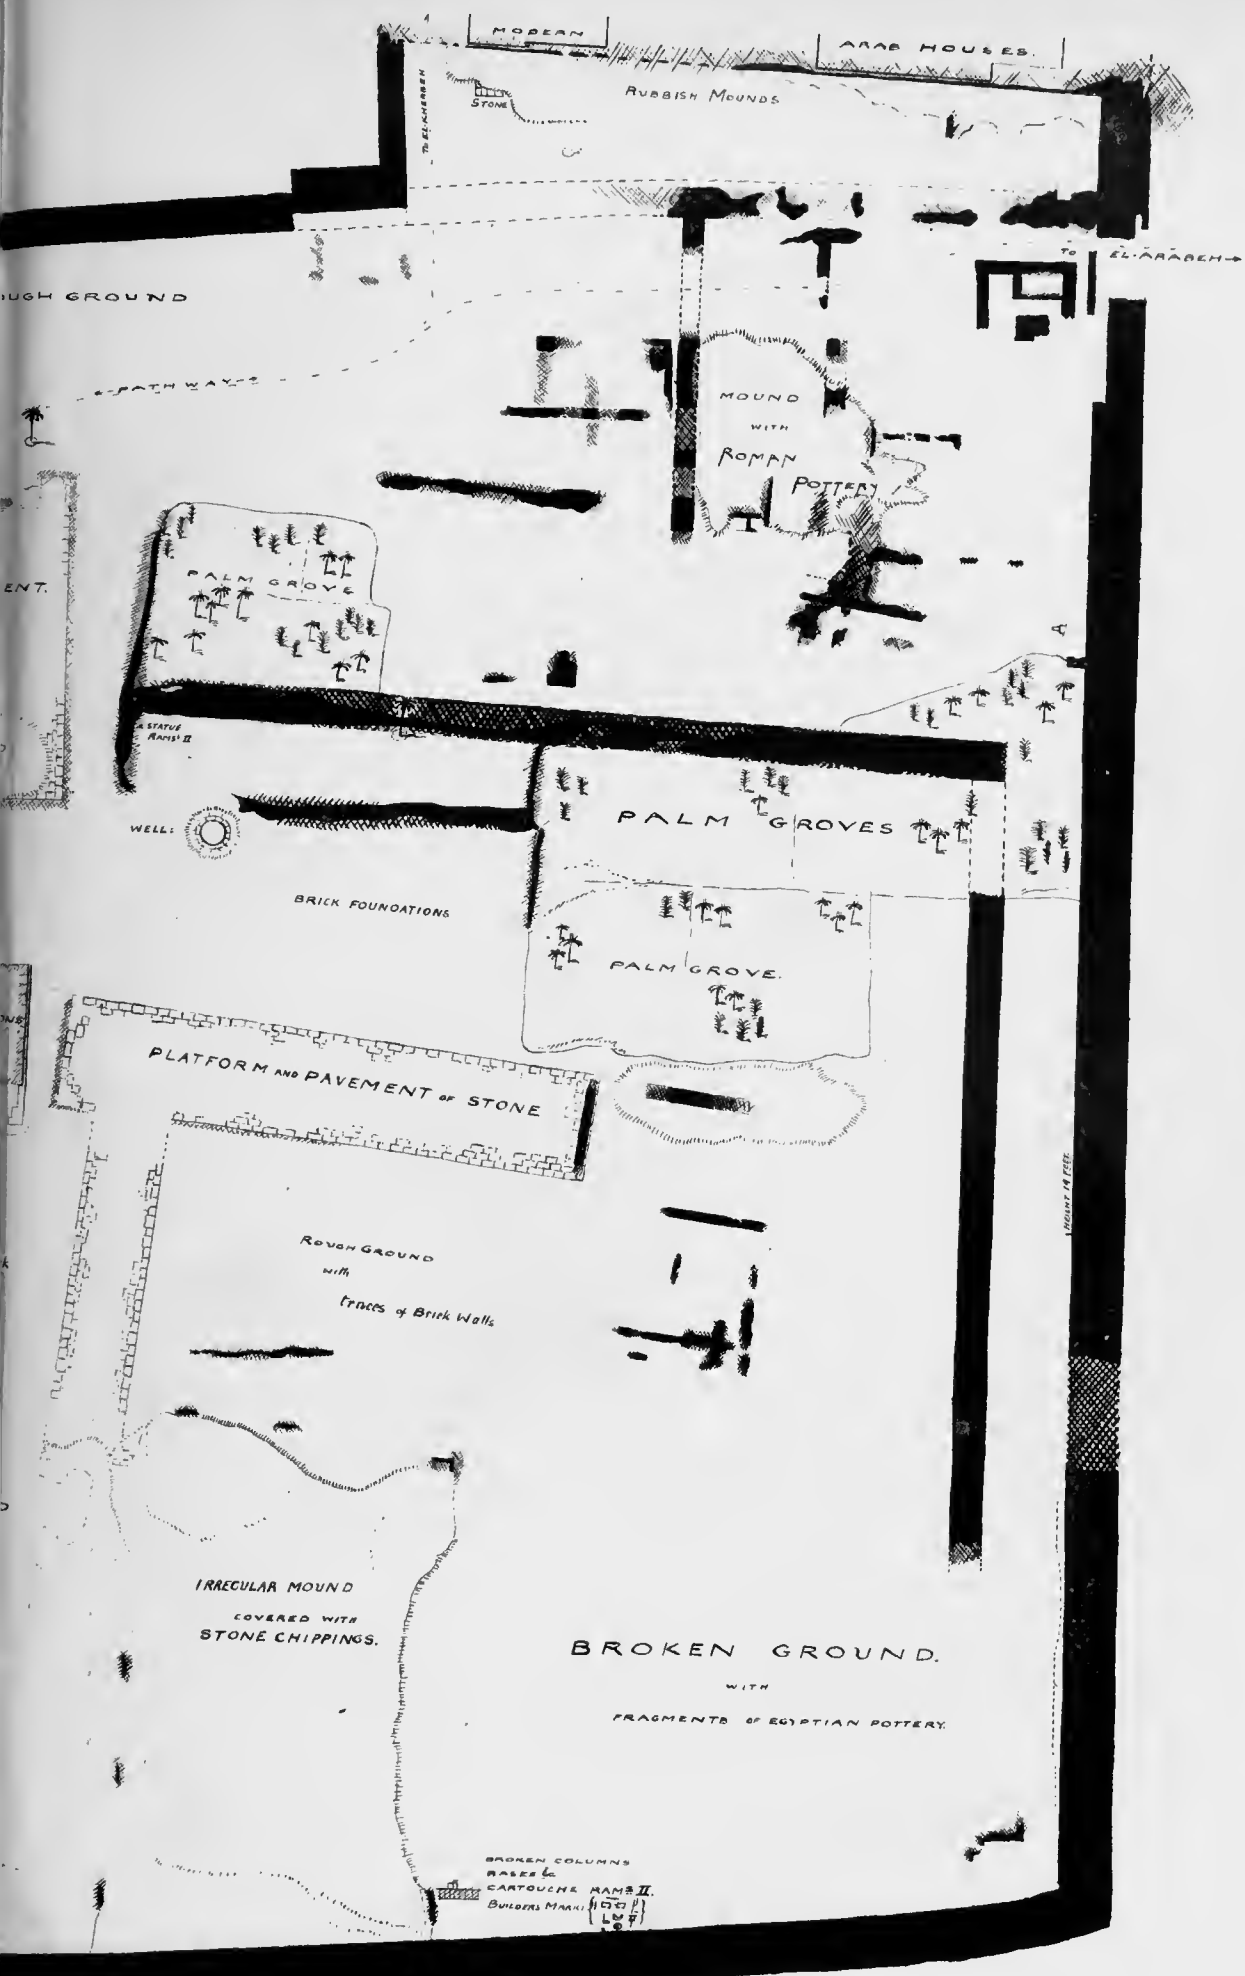 MODERN
ARAB HOUSES.
STONE
RUBBISH MOUNDS
TO EL-KHERBEH
TO EL-ARABEH
UGH GROUND
PATHWAY
MOUND
WITH
ROMAN
POTTERY
ENT.
PALM GROVE
A
STATUE
RAMS: II
WELL:
PALM GROVES
BRICK FOUNDATIONS
PALM GROVE.
ONS
PLATFORM AND PAVEMENT OF STONE
HEIGHT 14 FEET
ROUGH GROUND
with
traces of Brick Walls
IRREGULAR MOUND
COVERED WITH
STONE CHIPPINGS.
BROKEN GROUND.
WITH
FRAGMENTS OF EGYPTIAN POTTERY.
BROKEN COLUMNS
BASES &c
CARTOUCHE RAMS II.
BUILDERS MARK